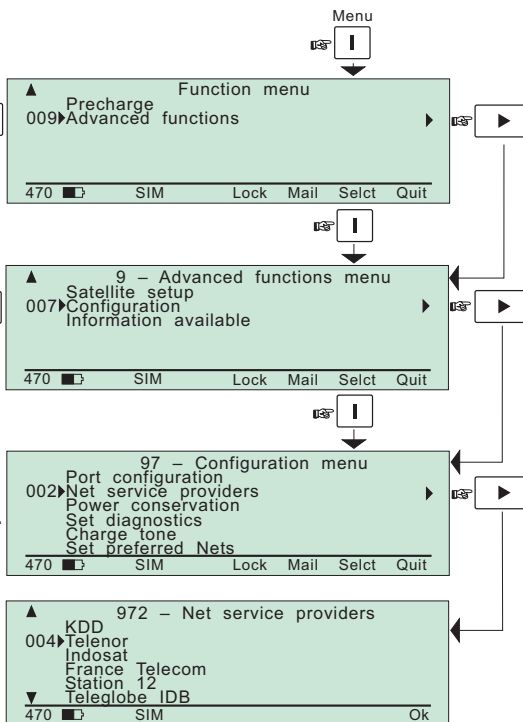 Menu
I
Function menu
Precharge
009 Advanced functions
470 SIM Lock Mail Selct Quit
I
9 – Advanced functions menu
Satellite setup
007 Configuration
Information available
470 SIM Lock Mail Selct Quit
I
97 – Configuration menu
Port configuration
002 Net service providers
Power conservation
Set diagnostics
Charge tone
Set preferred Nets
470 SIM Lock Mail Selct Quit
972 – Net service providers
KDD
004 Telenor
Indosat
France Telecom
Station 12
Teleglobe IDB
470 SIM Ok